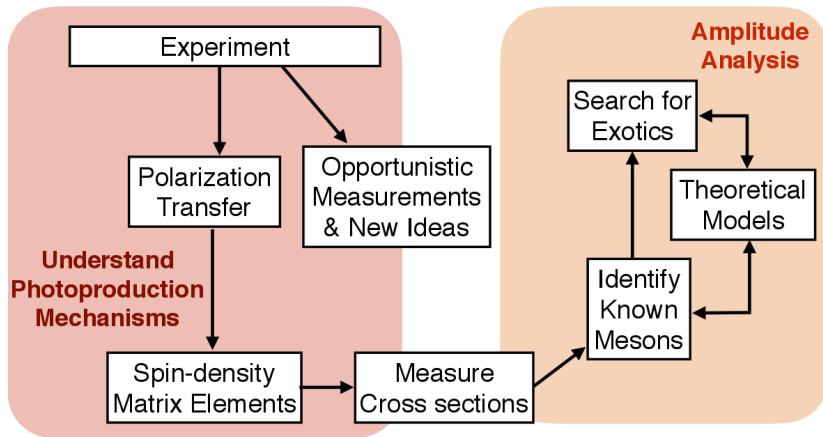 Experiment
Polarization
Transfer
Opportunistic
Measurements
& New Ideas
Understand
Photoproduction
Mechanisms
Spin-density
Matrix Elements
Measure
Cross sections
Amplitude
Analysis
Search for
Exotics
Theoretical
Models
Identify
Known
Mesons